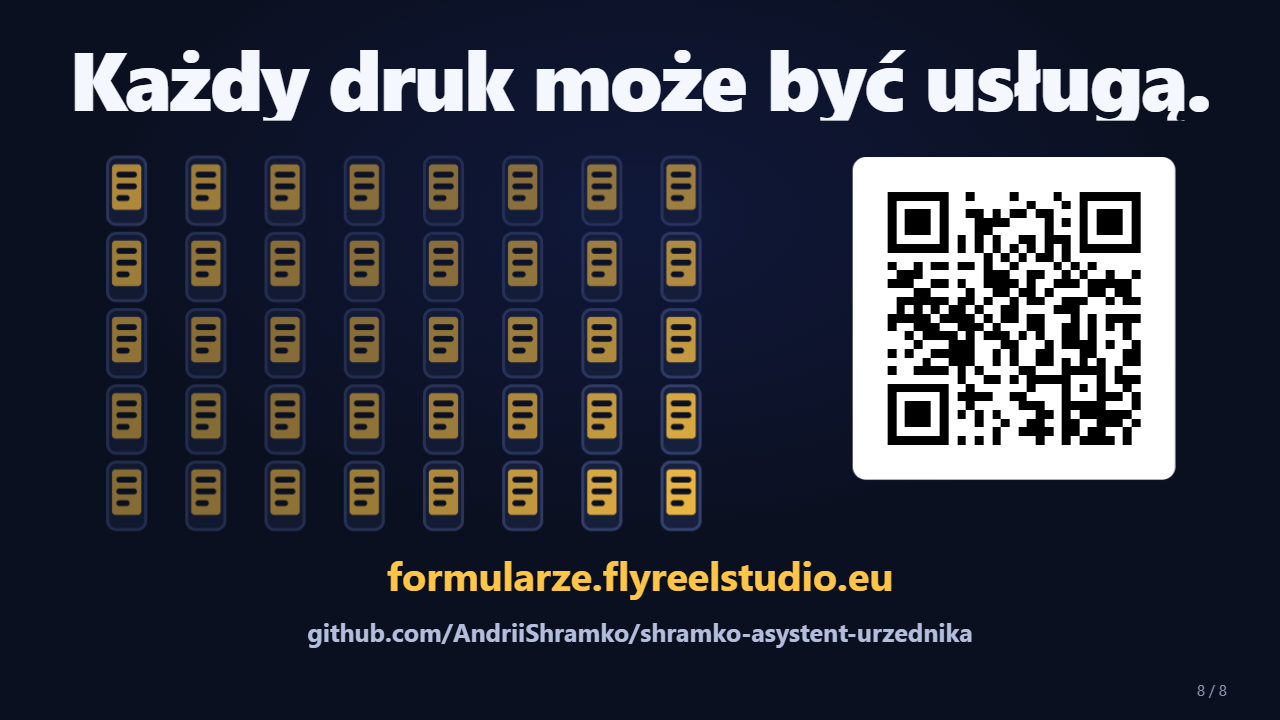 Każdy druk może być usługą.
formularze.flyreelstudio.eu
github.com/AndriiShramko/shramko-asystent-urzednika
8 / 8